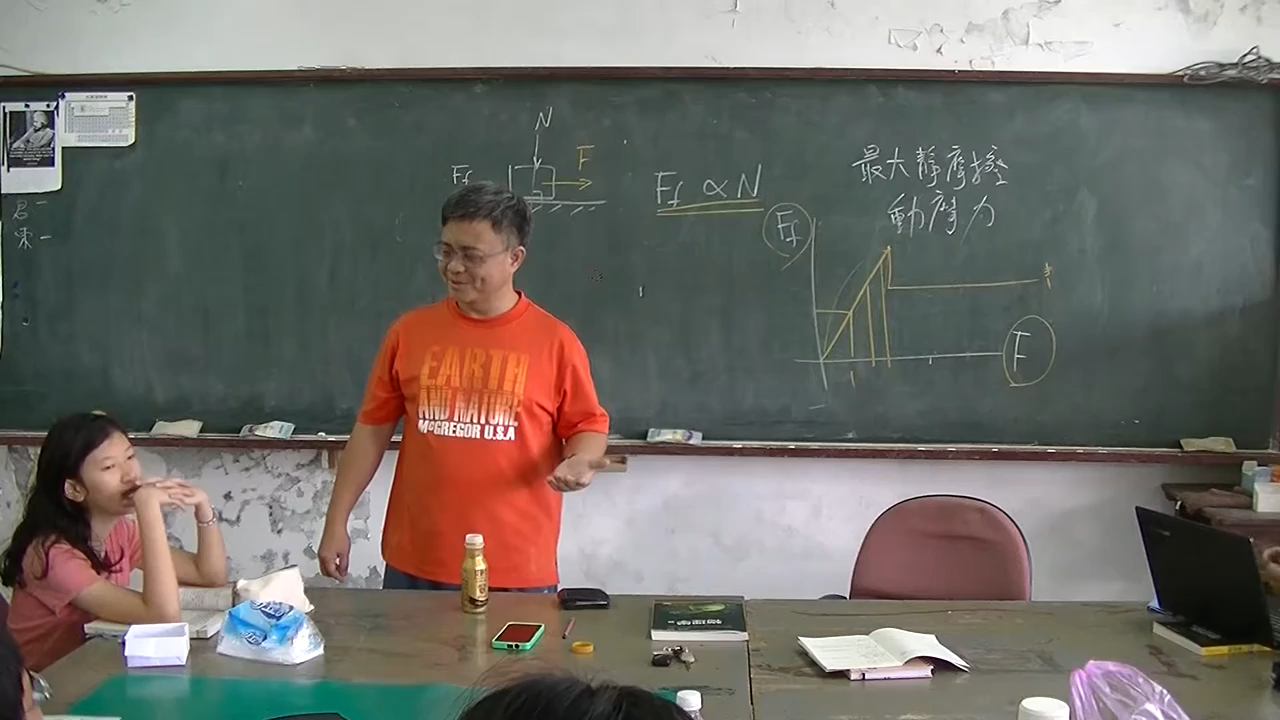 N
Ff
F
Ff ∝ N
最大靜摩擦
動摩力
Ff
F
EARTH
AND NATURE
McGREGOR U.S.A